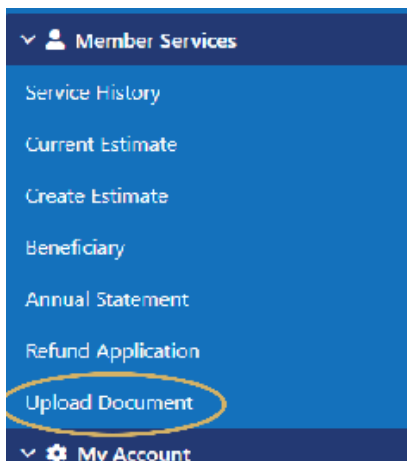 Member Services
Service History
Current Estimate
Create Estimate
Beneficiary
Annual Statement
Refund Application
Upload Document
My Account